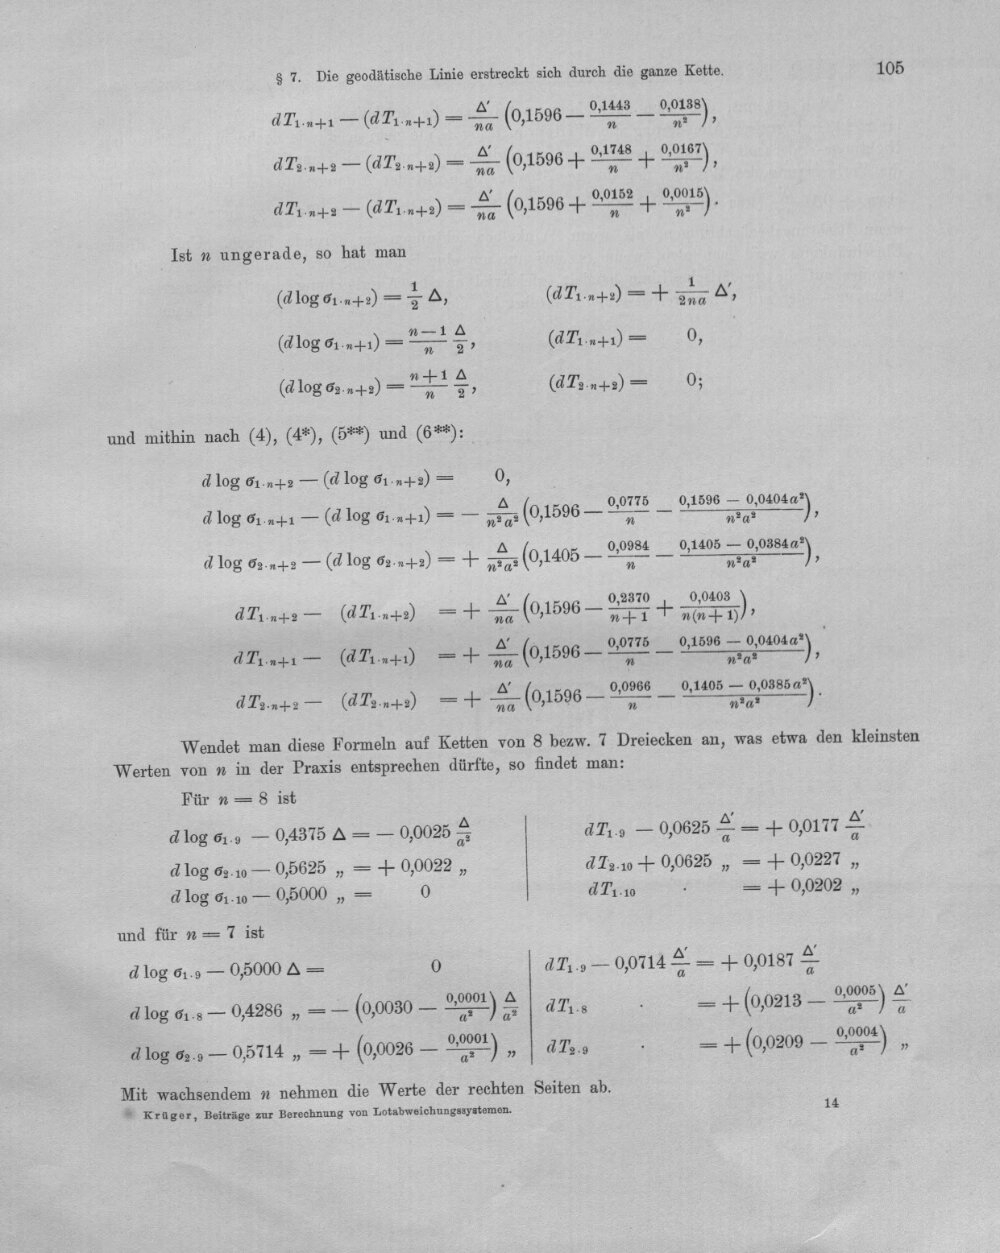 § 7. Die geodätische Linie erstreckt sich durch die ganze Kette. 105
dT₁.ₙ₊₁ — (dT₁.ₙ₊₁) = Δ′/na (0,1596 — 0,1443/n — 0,0138/n²),
dT₂.ₙ₊₂ — (dT₂.ₙ₊₂) = Δ′/na (0,1596 + 0,1748/n + 0,0167/n²),
dT₁.ₙ₊₂ — (dT₁.ₙ₊₂) = Δ′/na (0,1596 + 0,0152/n + 0,0015/n²).
Ist n ungerade, so hat man
(d log σ₁.ₙ₊₂) = 1/2 Δ, (dT₁.ₙ₊₂) = + 1/2na Δ′,
(d log σ₁.ₙ₊₁) = n—1/n Δ/2, (dT₁.ₙ₊₁) = 0,
(d log σ₂.ₙ₊₂) = n+1/n Δ/2, (dT₂.ₙ₊₂) = 0;
und mithin nach (4), (4*), (5**) und (6**):
d log σ₁.ₙ₊₂ — (d log σ₁.ₙ₊₂) = 0,
d log σ₁.ₙ₊₁ — (d log σ₁.ₙ₊₁) = — Δ/n²a² (0,1596 — 0,0775/n — 0,1596 — 0,0404a²/n²a²),
d log σ₂.ₙ₊₂ — (d log σ₂.ₙ₊₂) = + Δ/n²a² (0,1405 — 0,0984/n — 0,1405 — 0,0384a²/n²a²),
dT₁.ₙ₊₂ — (dT₁.ₙ₊₂) = + Δ′/na (0,1596 — 0,2370/n+1 + 0,0403/n(n+1)),
dT₁.ₙ₊₁ — (dT₁.ₙ₊₁) = + Δ′/na (0,1596 — 0,0775/n — 0,1596 — 0,0404a²/n²a²),
dT₂.ₙ₊₂ — (dT₂.ₙ₊₂) = + Δ′/na (0,1596 — 0,0966/n — 0,1405 — 0,0385a²/n²a²).
Wendet man diese Formeln auf Ketten von 8 bezw. 7 Dreiecken an, was etwa den kleinsten
Werten von n in der Praxis entsprechen dürfte, so findet man:
Für n = 8 ist
d log σ₁.₉ — 0,4375 Δ = — 0,0025 Δ/a² dT₁.₉ — 0,0625 Δ′/a = + 0,0177 Δ′/a
d log σ₂.₁₀ — 0,5625 „ = + 0,0022 „ dT₂.₁₀ + 0,0625 „ = + 0,0227 „
d log σ₁.₁₀ — 0,5000 „ = 0 dT₁.₁₀ . = + 0,0202 „
und für n = 7 ist
d log σ₁.₉ — 0,5000 Δ = 0 dT₁.₉ — 0,0714 Δ′/a = + 0,0187 Δ′/a
d log σ₁.₈ — 0,4286 „ = — (0,0030 — 0,0001/a²) Δ/a² dT₁.₈ . = + (0,0213 — 0,0005/a²) Δ′/a
d log σ₂.₉ — 0,5714 „ = + (0,0026 — 0,0001/a²) „ dT₂.₉ . = + (0,0209 — 0,0004/a²) „
Mit wachsendem n nehmen die Werte der rechten Seiten ab.
Krüger, Beiträge zur Berechnung von Lotabweichungssystemen. 14